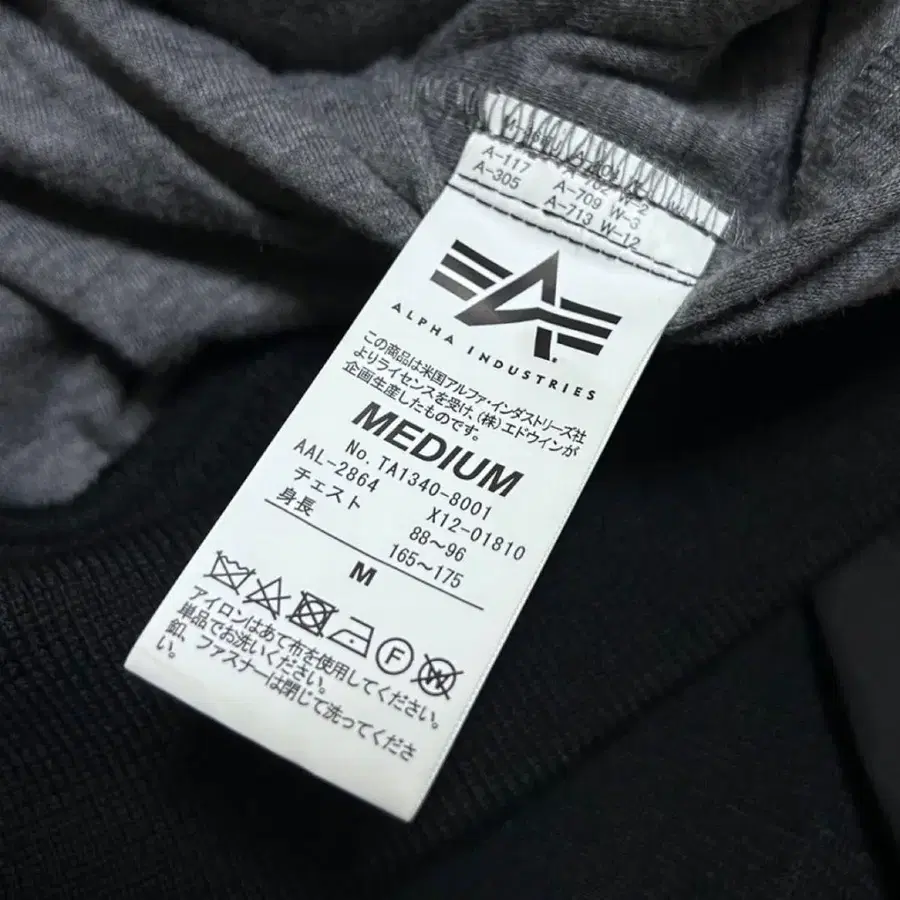 A-117 A-702 W-2
A-305 A-709 W-3
A-713 W-12
ALPHA INDUSTRIES
この商品は米国アルファ・インダストリーズ社
よりライセンスを受け、(株)エドウィンが
企画生産したものです。
MEDIUM
No. TA1340-8001
AAL-2864 X12-01810
チェスト 88～96
身長 165～175
M
F
W
アイロンはあて布を使用してください。
単品でお洗いください。
釦、ファスナーは閉じて洗ってくださ
い。